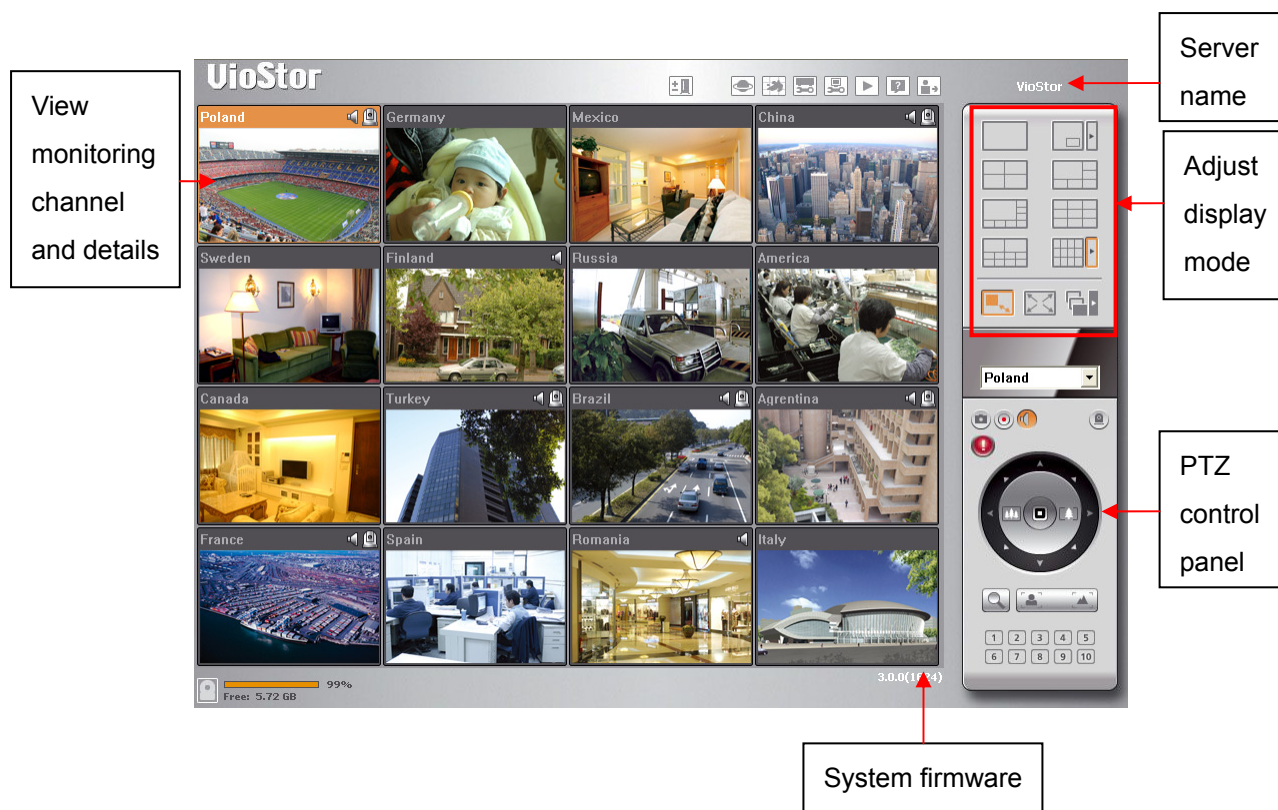 Server
name
View
monitoring
channel
and details
VioStor
VioStor
Adjust
display
mode
Poland
Germany
Mexico
China
Sweden
Finland
Russia
America
Canada
Turkey
Brazil
Agrentina
France
Spain
Romania
Italy
Poland
PTZ
control
panel
1 2 3 4 5
6 7 8 9 10
99%
Free: 5.72 GB
System firmware